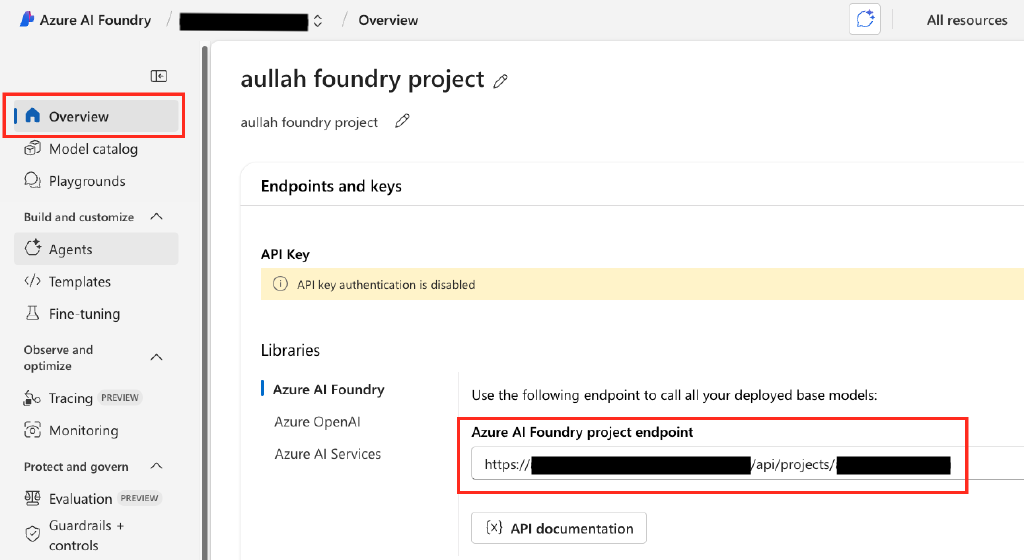 Azure AI Foundry / / Overview All resources
Overview
Model catalog
Playgrounds
Build and customize
Agents
Templates
Fine-tuning
Observe and
optimize
Tracing PREVIEW
Monitoring
Protect and govern
Evaluation PREVIEW
Guardrails +
controls
aullah foundry project
aullah foundry project
Endpoints and keys
API Key
API key authentication is disabled
Libraries
Azure AI Foundry
Azure OpenAI
Azure AI Services
Use the following endpoint to call all your deployed base models:
Azure AI Foundry project endpoint
https:// /api/projects/
{x} API documentation